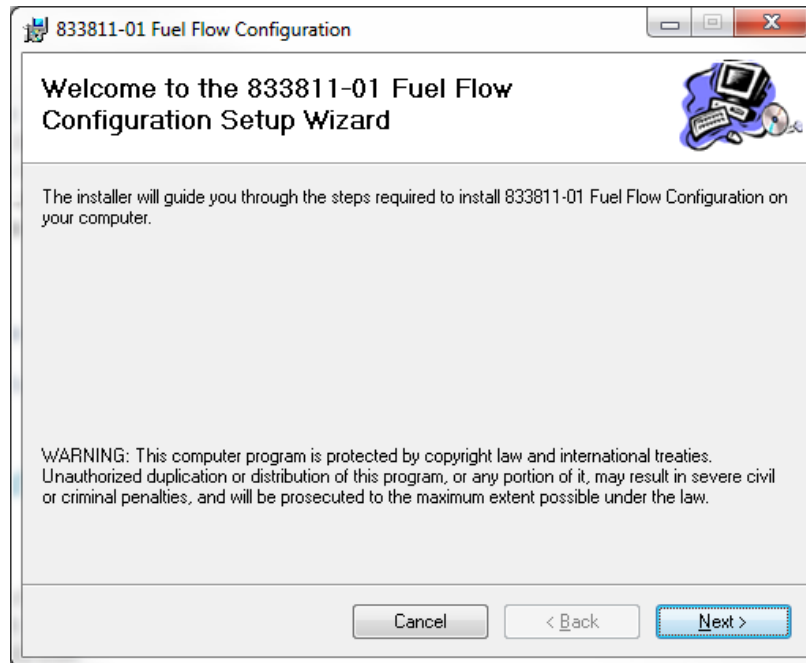 833811-01 Fuel Flow Configuration
Welcome to the 833811-01 Fuel Flow
Configuration Setup Wizard
The installer will guide you through the steps required to install 833811-01 Fuel Flow Configuration on
your computer.
WARNING: This computer program is protected by copyright law and international treaties.
Unauthorized duplication or distribution of this program, or any portion of it, may result in severe civil
or criminal penalties, and will be prosecuted to the maximum extent possible under the law.
Cancel
< Back
Next >